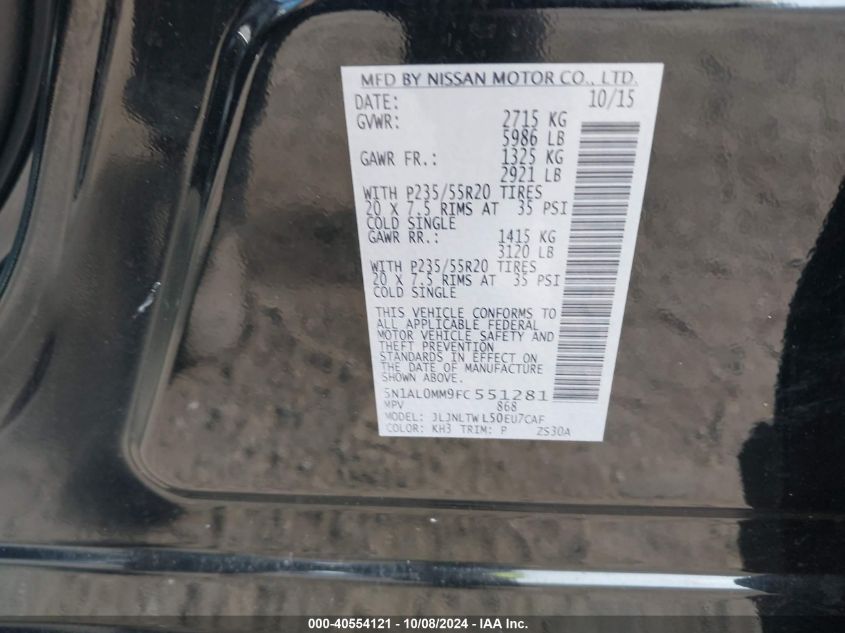 MFD BY NISSAN MOTOR CO., LTD.
DATE: 10/15
GVWR: 2715 KG
5986 LB
GAWR FR.: 1325 KG
2921 LB
WITH P235/55R20 TIRES
20 X 7.5 RIMS AT 35 PSI
COLD SINGLE
GAWR RR.: 1415 KG
3120 LB
WITH P235/55R20 TIRES
20 X 7.5 RIMS AT 35 PSI
COLD SINGLE
THIS VEHICLE CONFORMS TO
ALL APPLICABLE FEDERAL
MOTOR VEHICLE SAFETY AND
THEFT PREVENTION
STANDARDS IN EFFECT ON
THE DATE OF MANUFACTURE
SHOWN ABOVE.
5N1AL0MM9FC551281
MPV 868
MODEL: JLJNLTW L50EU7CAF
COLOR: KH3 TRIM: P ZS30A
000-40554121 - 10/08/2024 - IAA Inc.